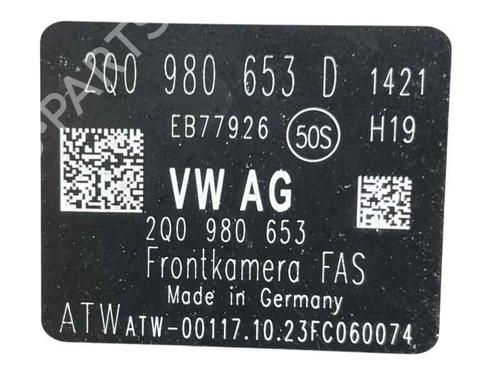 2Q0 980 653 D 1421
EB77926 50S H19
VW AG
2Q0 980 653
Frontkamera FAS
Made in Germany
ATW ATW-00117.10.23FC060074